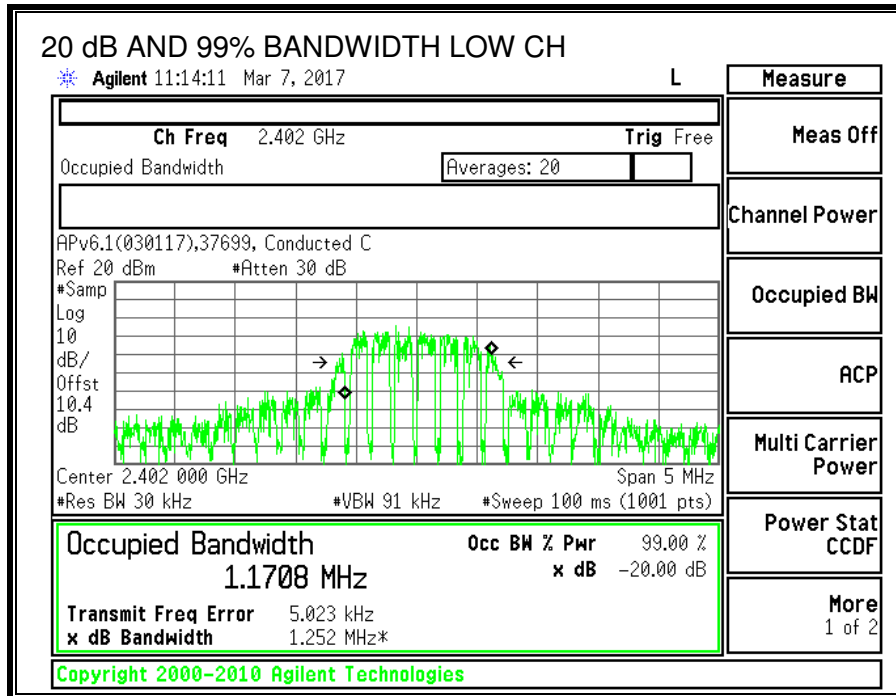 20 dB AND 99% BANDWIDTH LOW CH
Agilent 11:14:11 Mar 7, 2017 L
Ch Freq 2.402 GHz Trig Free
Occupied Bandwidth Averages: 20
APv6.1(030117),37699, Conducted C
Ref 20 dBm #Atten 30 dB
#Samp
Log
10
dB/
Offst
10.4
dB
Center 2.402 000 GHz Span 5 MHz
#Res BW 30 kHz #VBW 91 kHz #Sweep 100 ms (1001 pts)
Occupied Bandwidth Occ BW % Pwr 99.00 %
1.1708 MHz x dB -20.00 dB
Transmit Freq Error 5.023 kHz
x dB Bandwidth 1.252 MHz*
Copyright 2000-2010 Agilent Technologies
Measure
Meas Off
Channel Power
Occupied BW
ACP
Multi Carrier
Power
Power Stat
CCDF
More
1 of 2